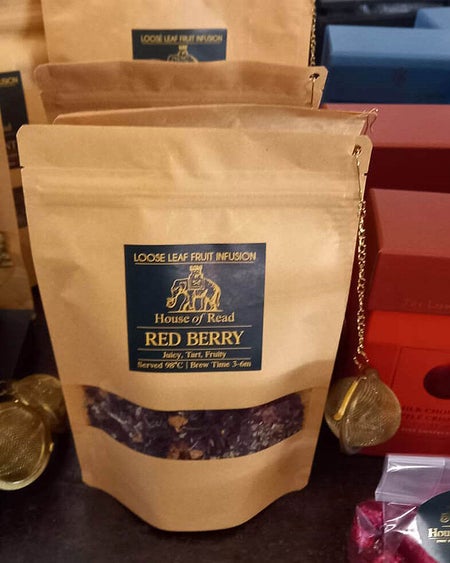 LOOSE LEAF FRUIT INFUSION
LOOSE LEAF FRUIT INFUSION
House of Read
RED BERRY
Juicy, Tart, Fruity
Served 98°C | Brew Time 3-6m